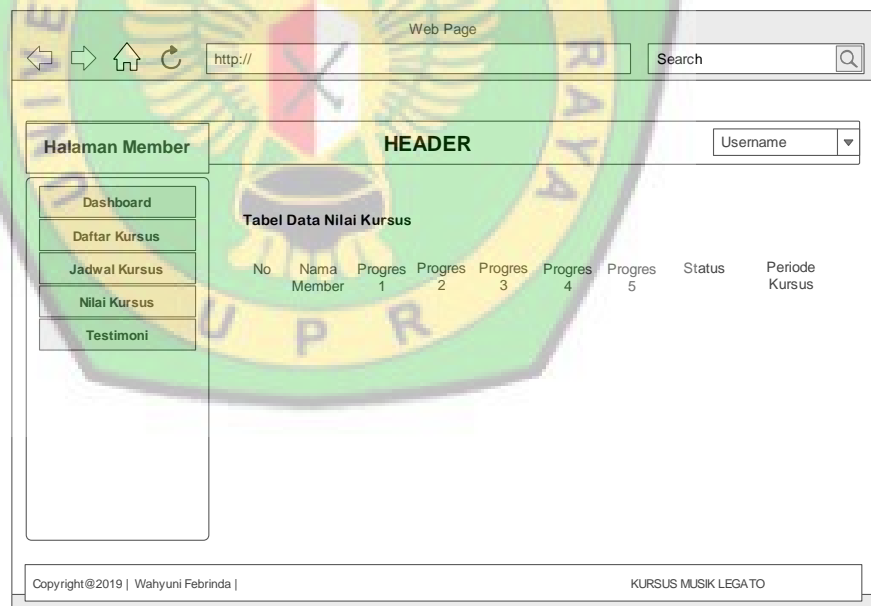 Web Page
http://
Search
Halaman Member
HEADER
Username
Dashboard
Daftar Kursus
Jadwal Kursus
Nilai Kursus
Testimoni
Tabel Data Nilai Kursus
No Nama Member Progres 1 Progres 2 Progres 3 Progres 4 Progres 5 Status Periode Kursus
RAYA
U P R
Copyright@2019 | Wahyuni Febrinda |
KURSUS MUSIK LEGATO